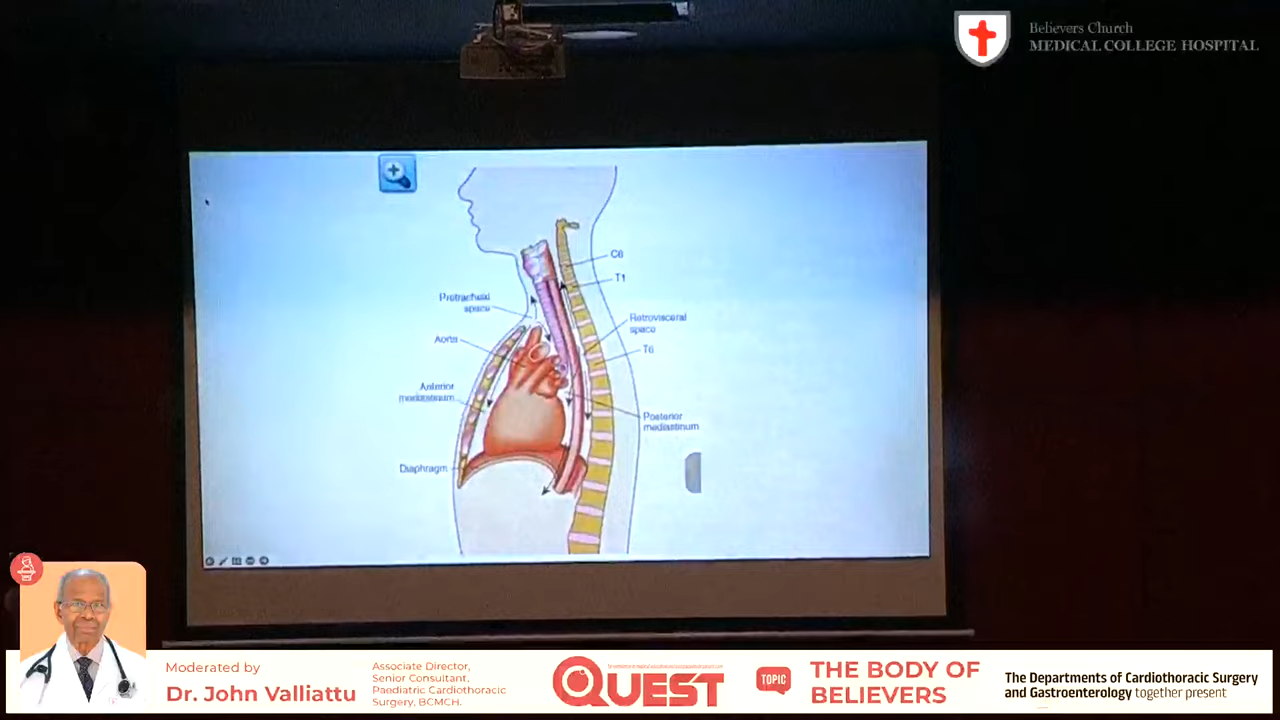 Believers Church
MEDICAL COLLEGE HOSPITAL
C6
T1
Pretracheal
space
Retrovisceral
space
Aorta
T6
Anterior
mediastinum
Posterior
mediastinum
Diaphragm
Moderated by
Dr. John Valliattu
Associate Director,
Senior Consultant,
Paediatric Cardiothoracic
Surgery, BCMCH.
QUEST
TOPIC
THE BODY OF
BELIEVERS
The Departments of Cardiothoracic Surgery
and Gastroenterology together present